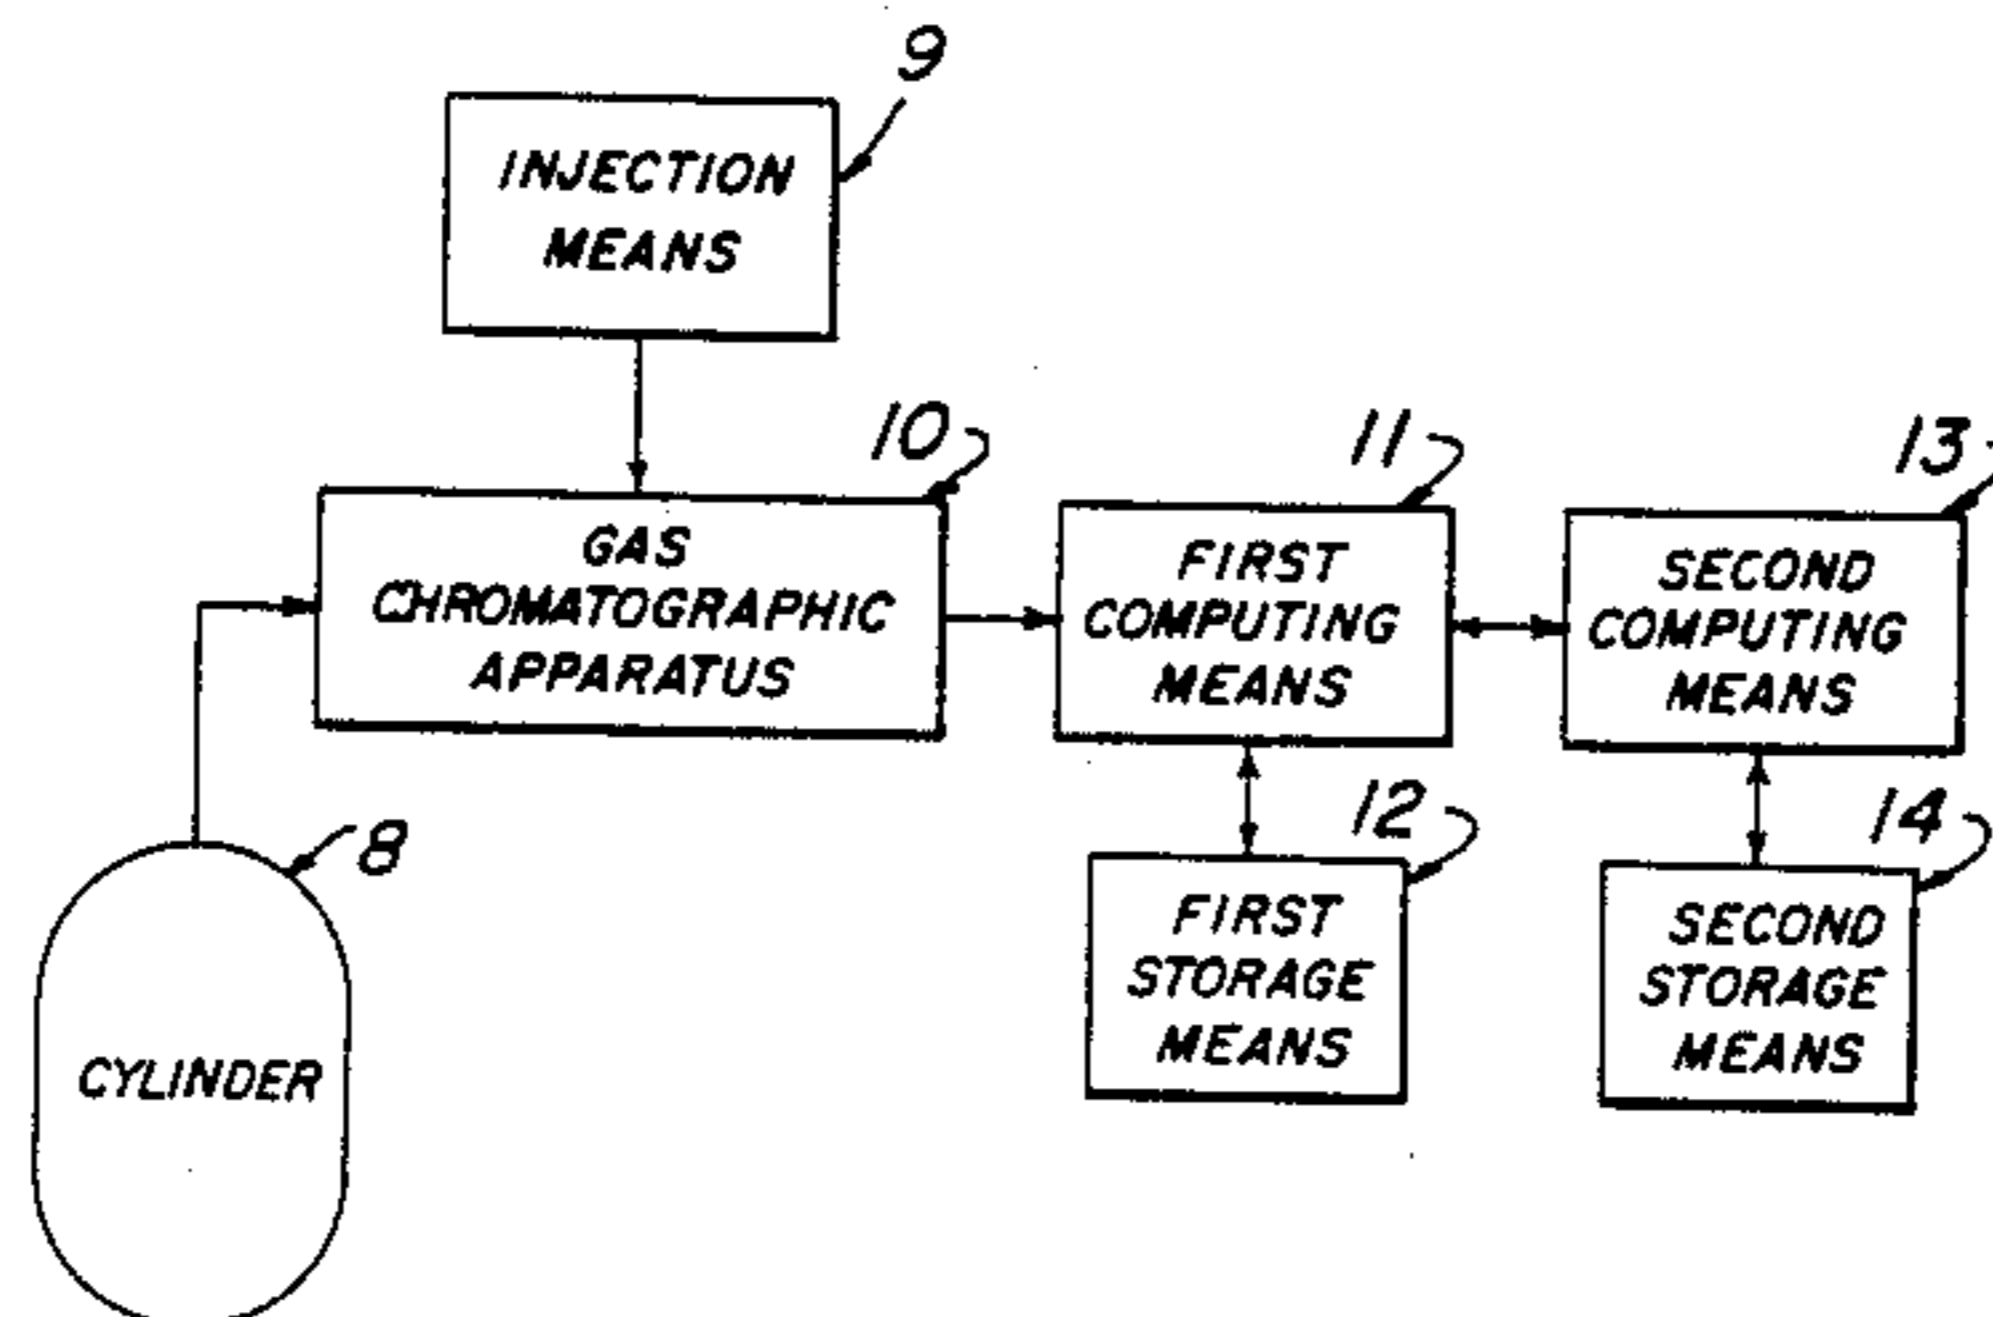 9
INJECTION
MEANS
10
GAS
CHROMATOGRAPHIC
APPARATUS
11
FIRST
COMPUTING
MEANS
13
SECOND
COMPUTING
MEANS
8
CYLINDER
12
FIRST
STORAGE
MEANS
14
SECOND
STORAGE
MEANS